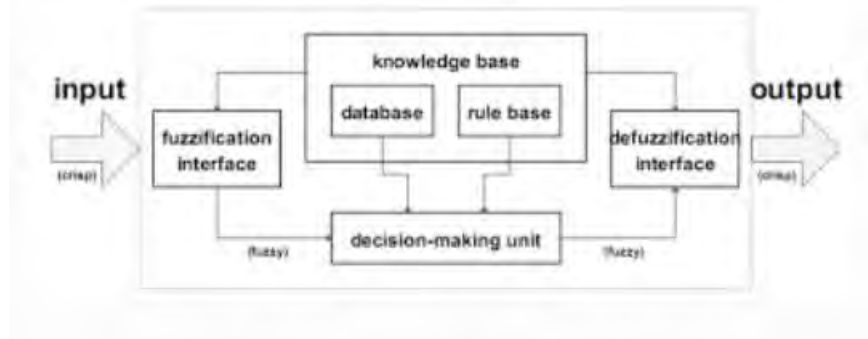 knowledge base
input
output
database
rule base
fuzzification
interface
defuzzification
interface
(crisp)
(crisp)
decision-making unit
(fuzzy)
(fuzzy)